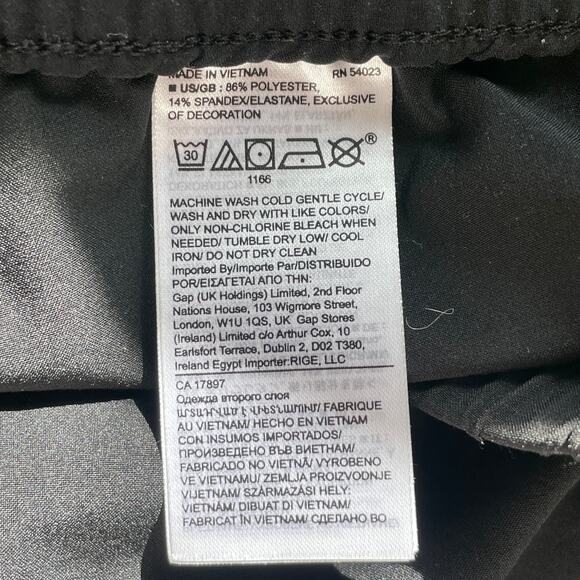 MADE IN VIETNAM RN 54023
■ US/GB : 86% POLYESTER,
14% SPANDEX/ELASTANE, EXCLUSIVE
OF DECORATION
30 ®
1166
MACHINE WASH COLD GENTLE CYCLE/
WASH AND DRY WITH LIKE COLORS/
ONLY NON-CHLORINE BLEACH WHEN
NEEDED/ TUMBLE DRY LOW/ COOL
IRON/ DO NOT DRY CLEAN
Imported By/Importe Par/DISTRIBUIDO
POR/ΕΙΣΑΓΕΤΑΙ ΑΠΟ ΤΗΝ:
Gap (UK Holdings) Limited, 2nd Floor
Nations House, 103 Wigmore Street,
London, W1U 1QS, UK Gap Stores
(Ireland) Limited c/o Arthur Cox, 10
Earlsfort Terrace, Dublin 2, D02 T380,
Ireland Egypt Importer:RIGE, LLC
CA 17897
Одежда второго слоя
FABRIQUE
AU VIETNAM/ HECHO EN VIETNAM
CON INSUMOS IMPORTADOS/
ПРОИЗВЕДЕНО ВЪВ ВИЕТНАМ/
FABRICADO NO VIETNÃ/ VYROBENO
VE VIETNAMU/ ZEMLJA PROIZVODNJE
VIJETNAM/ SZÁRMAZÁSI HELY:
VIETNÁM/ DIBUAT DI VIETNAM/
FABRICAT ÎN VIETNAM/ СДЕЛАНО ВО